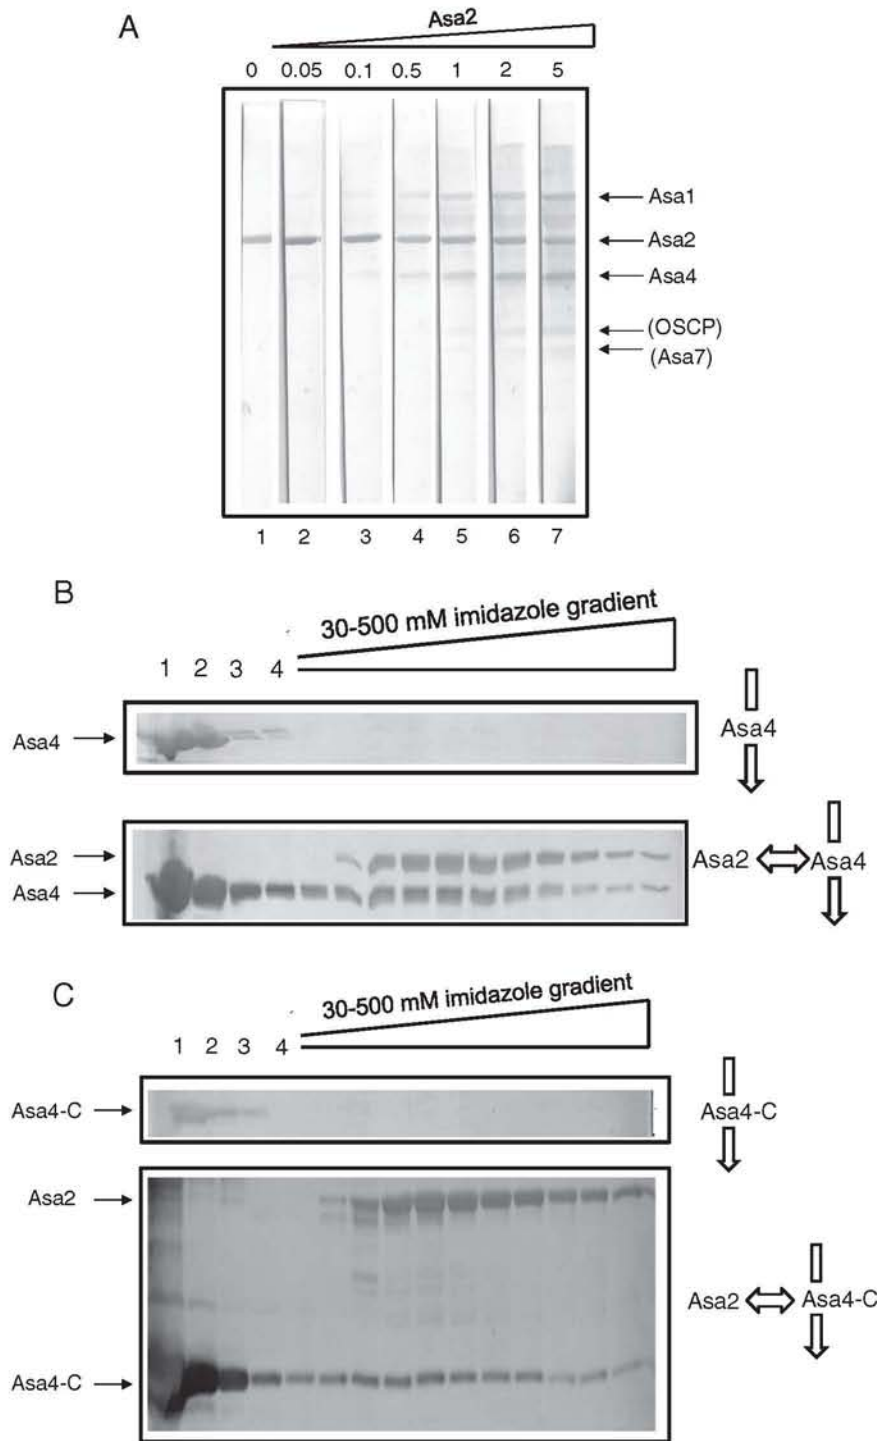 A
Asa2
0 0.05 0.1 0.5 1 2 5
Asa1
Asa2
Asa4
(OSCP)
(Asa7)
1 2 3 4 5 6 7
B
30-500 mM imidazole gradient
1 2 3 4
Asa4
Asa4
Asa2
Asa4
Asa2 Asa4
C
30-500 mM imidazole gradient
1 2 3 4
Asa4-C
Asa4-C
Asa2
Asa2 Asa4-C
Asa4-C